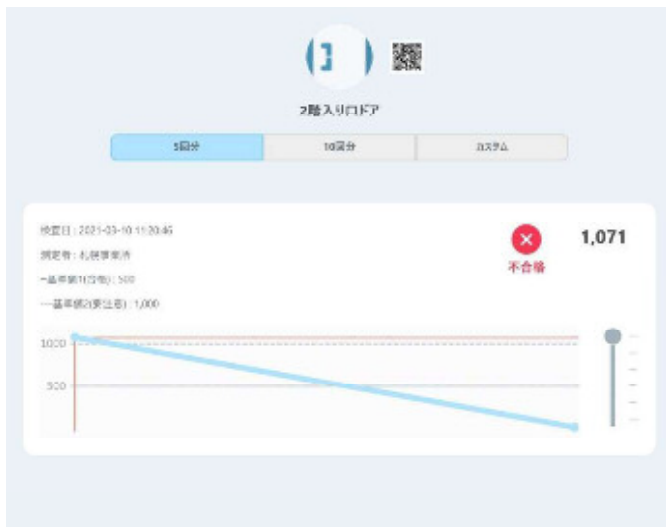 2階入り口ドア
5回分
10回分
カスタム
検査日 : 2021-03-10 11:20:46
測定者 : 札幌事業所
基準値1(合格) : 500
基準値2(要注意) : 1,000
不合格
1,071
1000
500